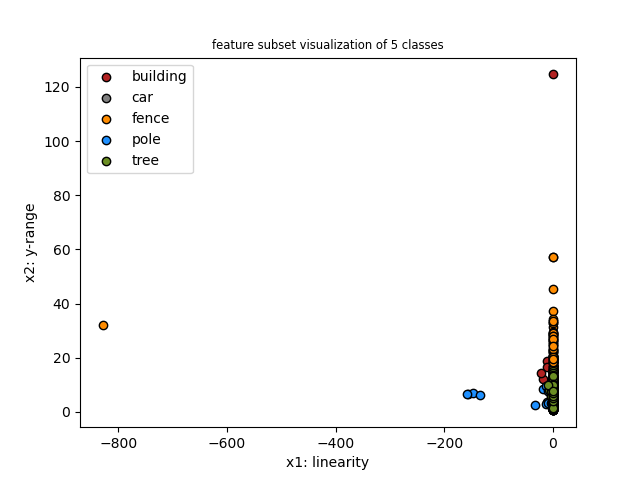 feature subset visualization of 5 classes
building
car
fence
pole
tree
x2: y-range
120
100
80
60
40
20
0
−800
−600
−400
−200
0
x1: linearity